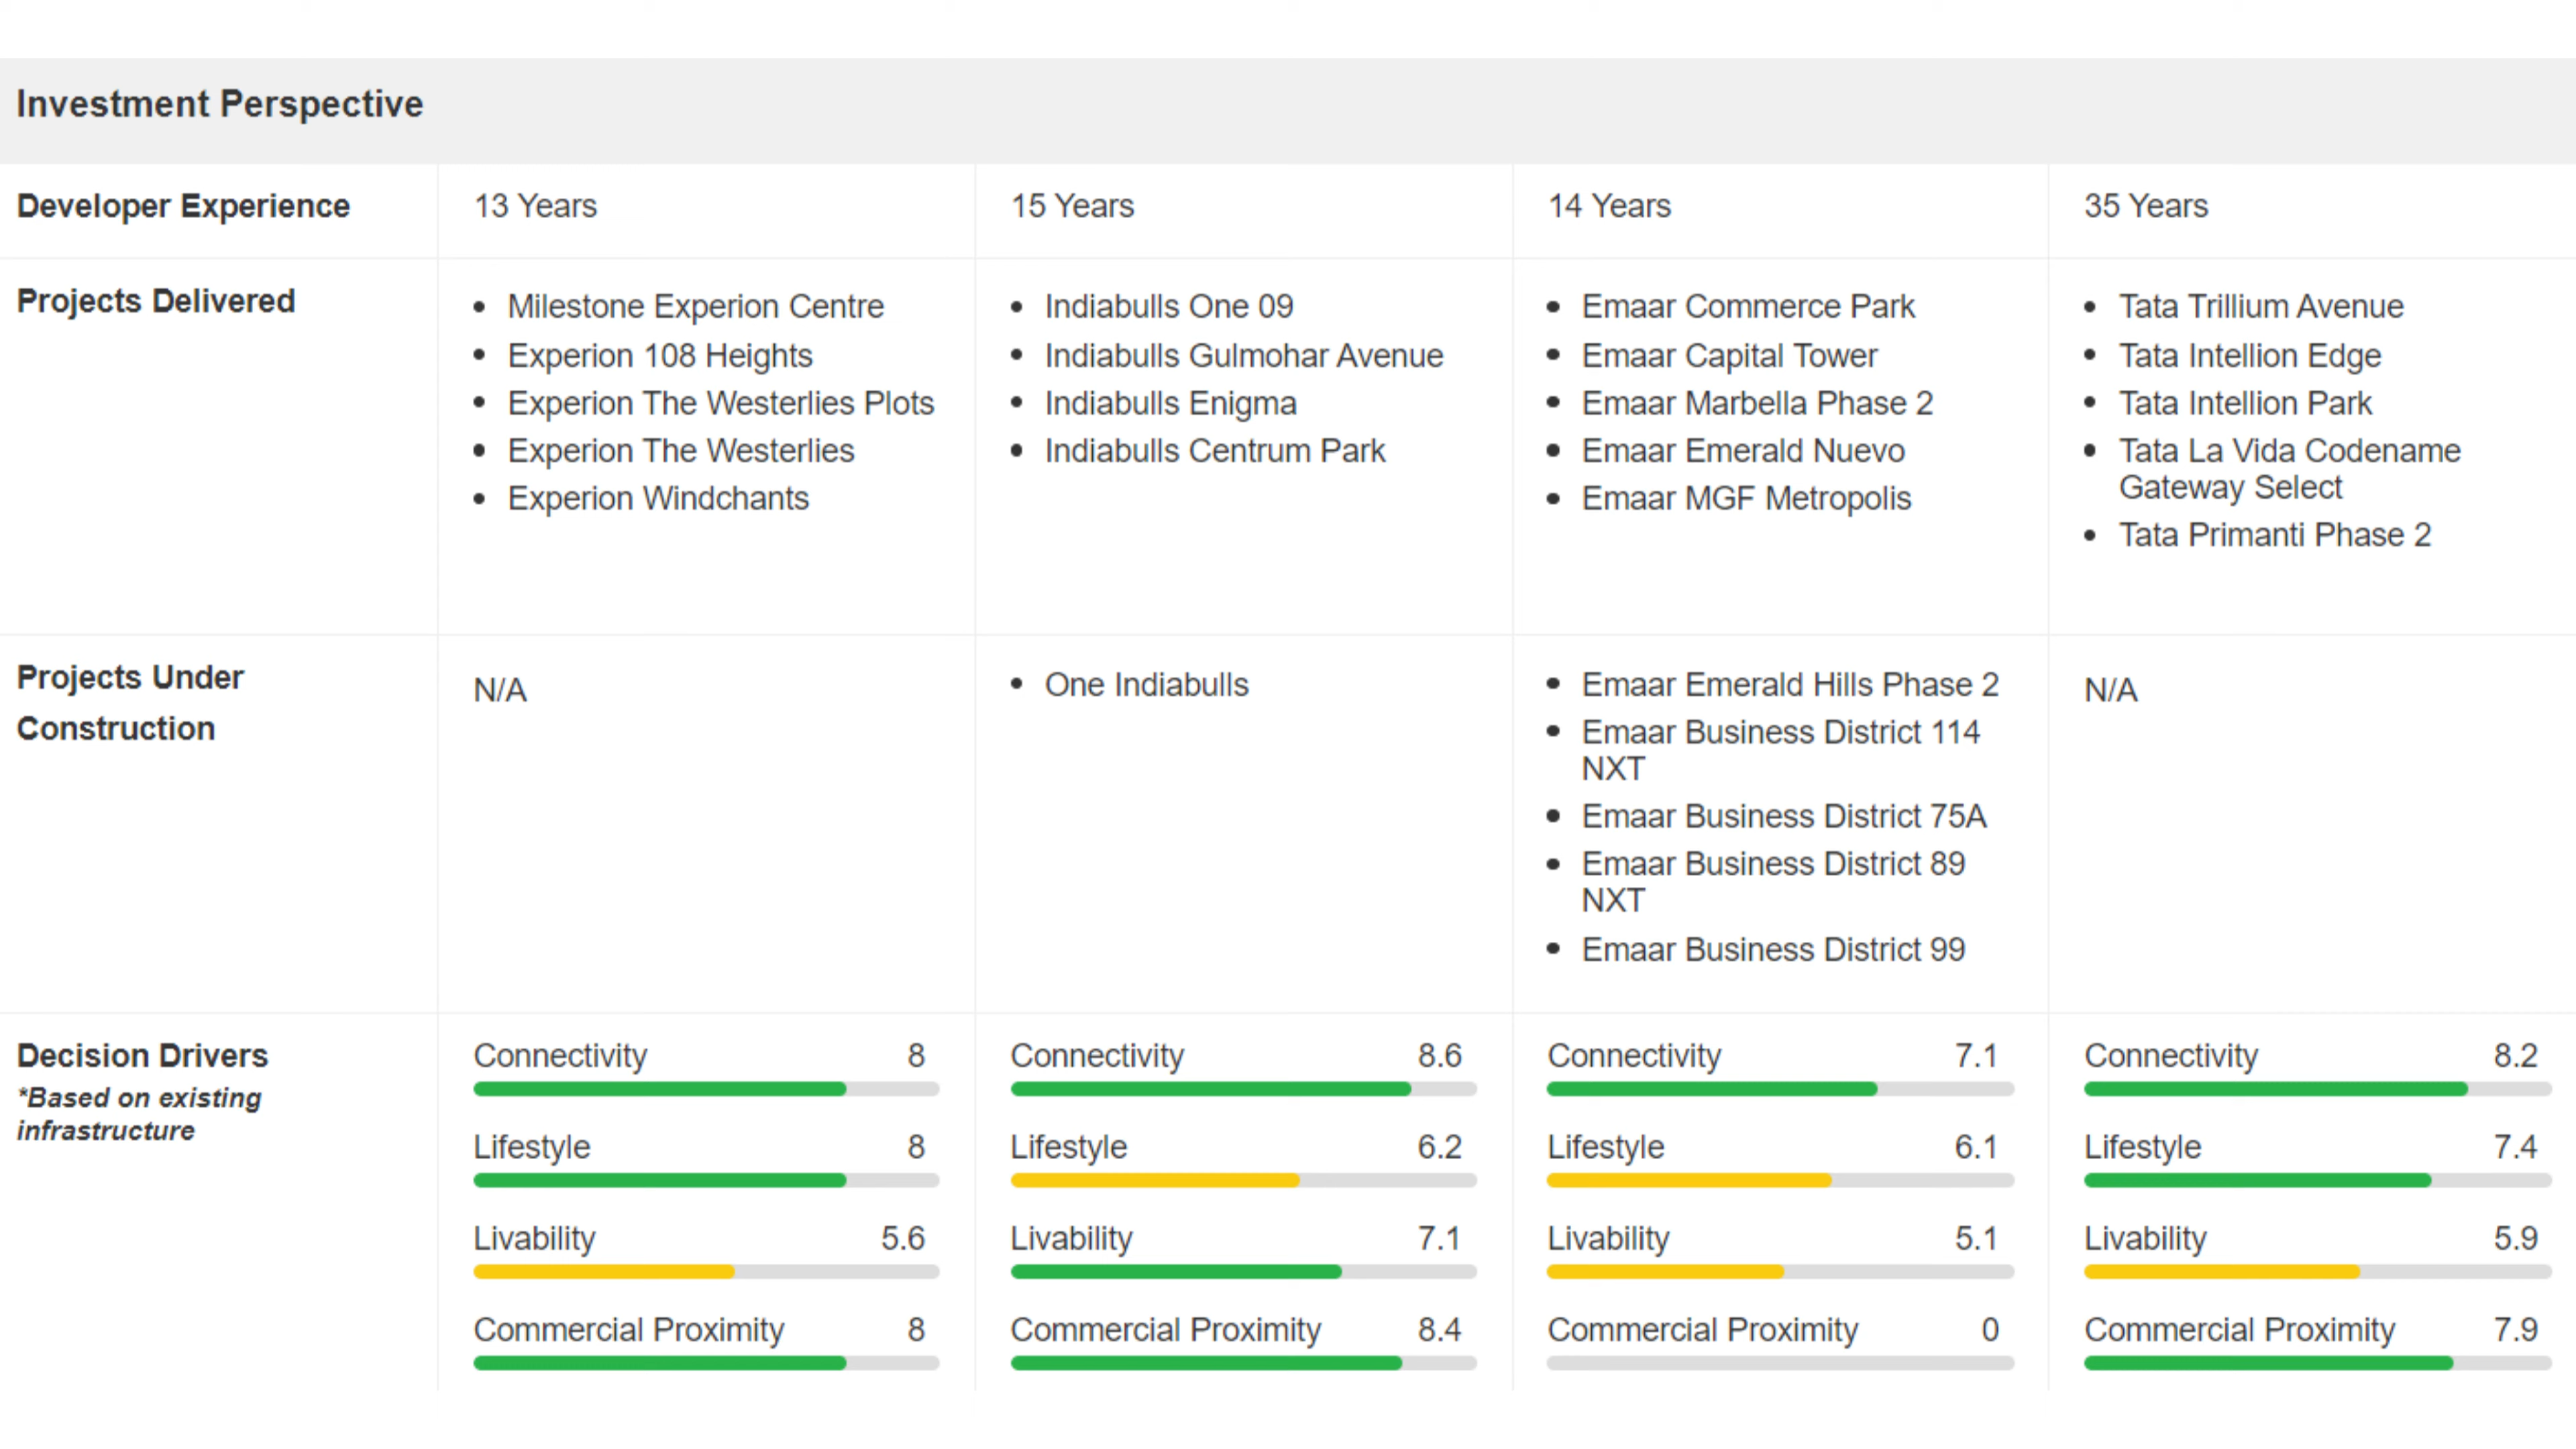 Investment Perspective
Developer Experience
13 Years
15 Years
14 Years
35 Years
Projects Delivered
• Milestone Experion Centre
• Experion 108 Heights
• Experion The Westerlies Plots
• Experion The Westerlies
• Experion Windchants
• Indiabulls One 09
• Indiabulls Gulmohar Avenue
• Indiabulls Enigma
• Indiabulls Centrum Park
• Emaar Commerce Park
• Emaar Capital Tower
• Emaar Marbella Phase 2
• Emaar Emerald Nuevo
• Emaar MGF Metropolis
• Tata Trillium Avenue
• Tata Intellion Edge
• Tata Intellion Park
• Tata La Vida Codename
Gateway Select
• Tata Primanti Phase 2
Projects Under
Construction
N/A
• One Indiabulls
• Emaar Emerald Hills Phase 2
• Emaar Business District 114
NXT
• Emaar Business District 75A
• Emaar Business District 89
NXT
• Emaar Business District 99
N/A
Decision Drivers
*Based on existing
infrastructure
Connectivity 8
Lifestyle 8
Livability 5.6
Commercial Proximity 8
Connectivity 8.6
Lifestyle 6.2
Livability 7.1
Commercial Proximity 8.4
Connectivity 7.1
Lifestyle 6.1
Livability 5.1
Commercial Proximity 0
Connectivity 8.2
Lifestyle 7.4
Livability 5.9
Commercial Proximity 7.9